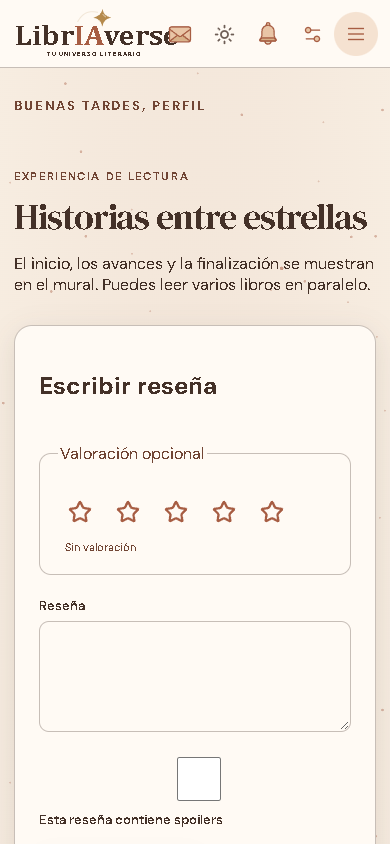 LibrIAverse
TU UNIVERSO LITERARIO
BUENAS TARDES, PERFIL
EXPERIENCIA DE LECTURA
Historias entre estrellas
El inicio, los avances y la finalización se muestran
en el mural. Puedes leer varios libros en paralelo.
Escribir reseña
Valoración opcional
Sin valoración
Reseña
Esta reseña contiene spoilers